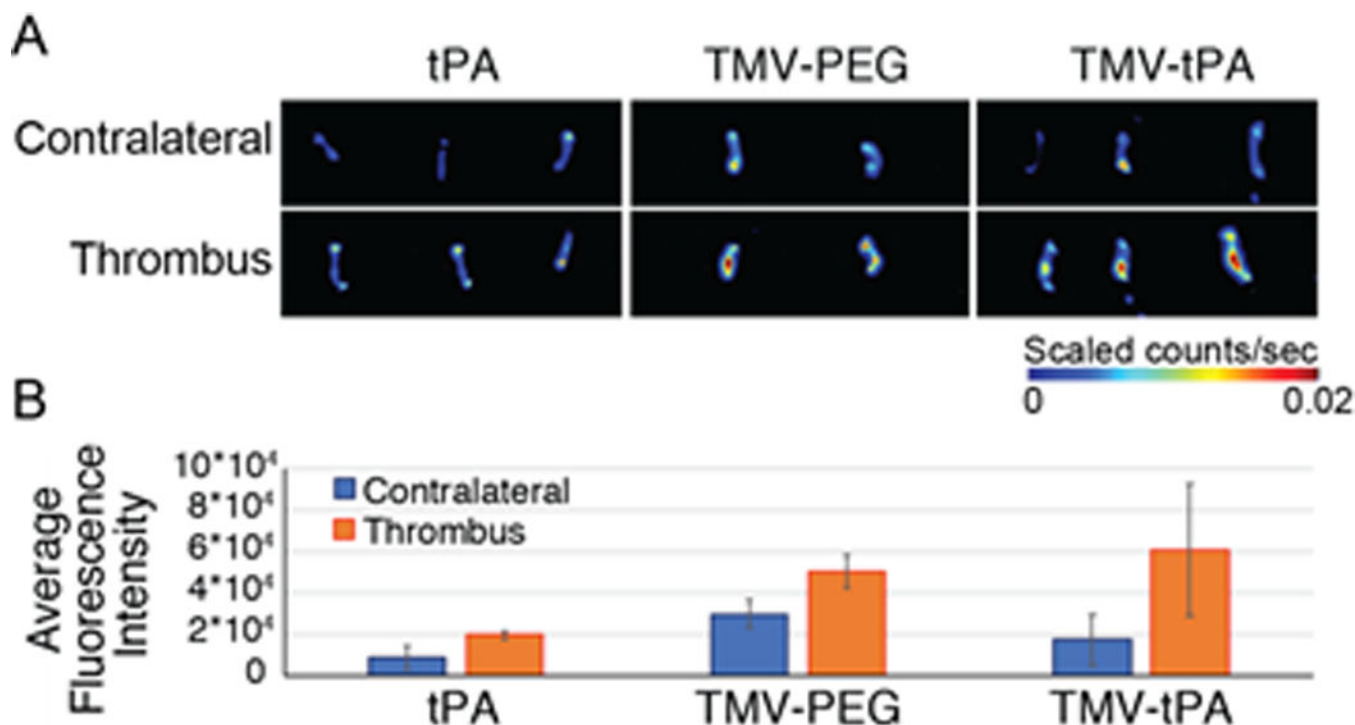 A
tPA TMV-PEG TMV-tPA
Contralateral
Thrombus
Scaled counts/sec
0 0.02
B
Average
Fluorescence
Intensity
10*10⁴
8*10⁴
6*10⁴
4*10⁴
2*10⁴
0
Contralateral
Thrombus
tPA TMV-PEG TMV-tPA